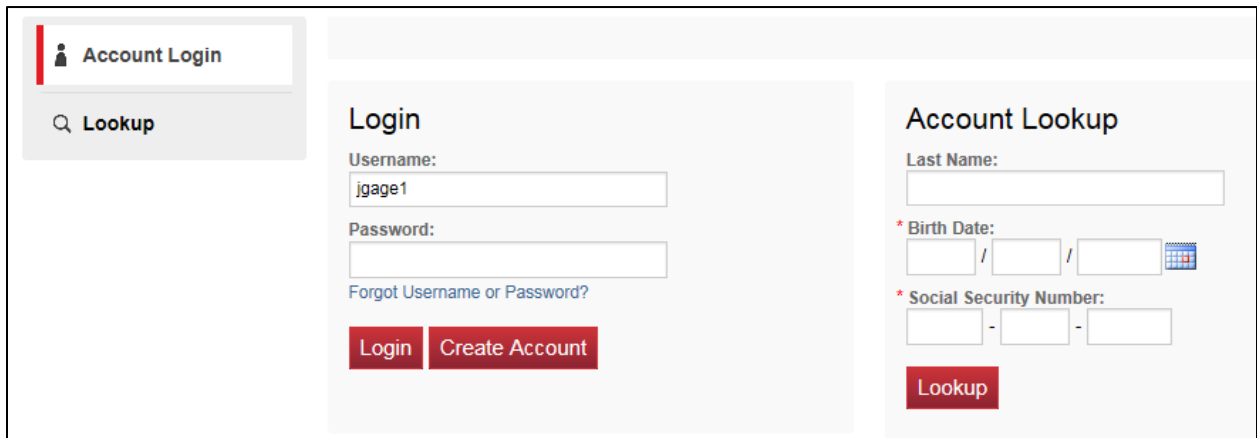 Account Login
Lookup
Login
Username:
jgage1
Password:
Forgot Username or Password?
Login Create Account
Account Lookup
Last Name:
* Birth Date:
/ /
* Social Security Number:
- -
Lookup